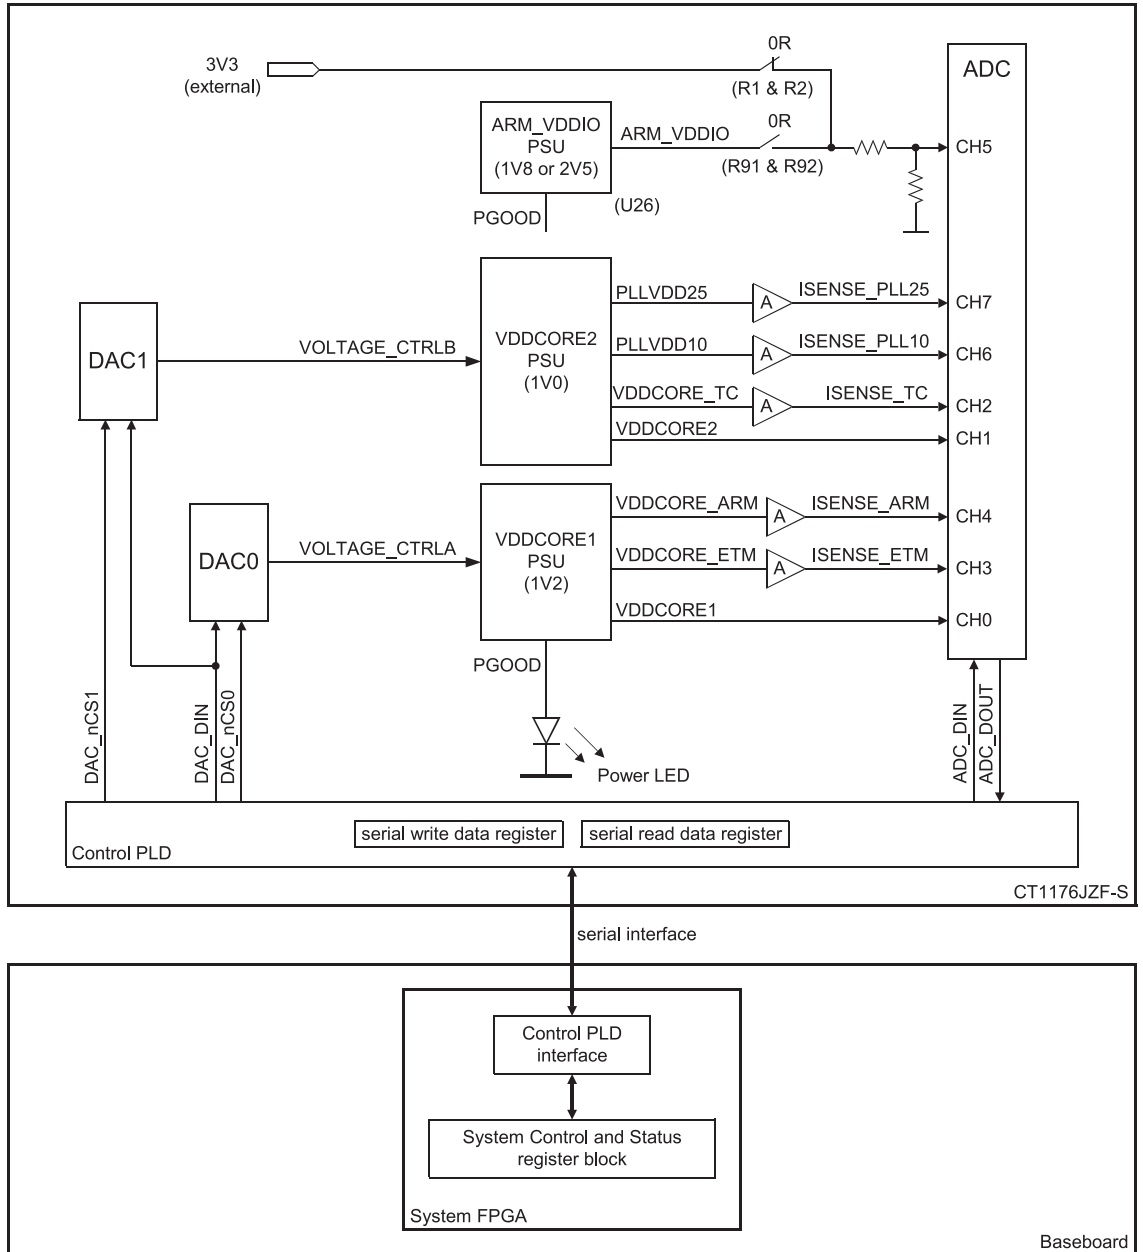 3V3
(external)
0R
(R1 & R2)
ADC
ARM_VDDIO
PSU
(1V8 or 2V5)
ARM_VDDIO
0R
(R91 & R92)
CH5
(U26)
PGOOD
DAC1
VOLTAGE_CTRLB
VDDCORE2
PSU
(1V0)
PLLVDD25
A
ISENSE_PLL25
CH7
PLLVDD10
A
ISENSE_PLL10
CH6
VDDCORE_TC
A
ISENSE_TC
CH2
VDDCORE2
CH1
DAC0
VOLTAGE_CTRLA
VDDCORE1
PSU
(1V2)
VDDCORE_ARM
A
ISENSE_ARM
CH4
VDDCORE_ETM
A
ISENSE_ETM
CH3
VDDCORE1
CH0
PGOOD
DAC_nCS1
DAC_DIN
DAC_nCS0
Power LED
ADC_DIN
ADC_DOUT
serial write data register
serial read data register
Control PLD
CT1176JZF-S
serial interface
Control PLD
interface
System Control and Status
register block
System FPGA
Baseboard